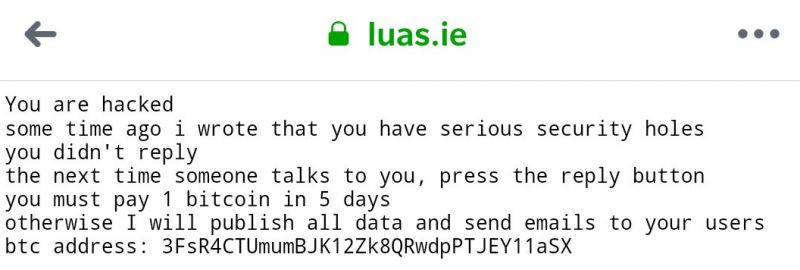 luas.ie
You are hacked
some time ago i wrote that you have serious security holes
you didn't reply
the next time someone talks to you, press the reply button
you must pay 1 bitcoin in 5 days
otherwise I will publish all data and send emails to your users
btc address: 3FsR4CTUmumBJK12Zk8QRwdpPTJEY11aSX